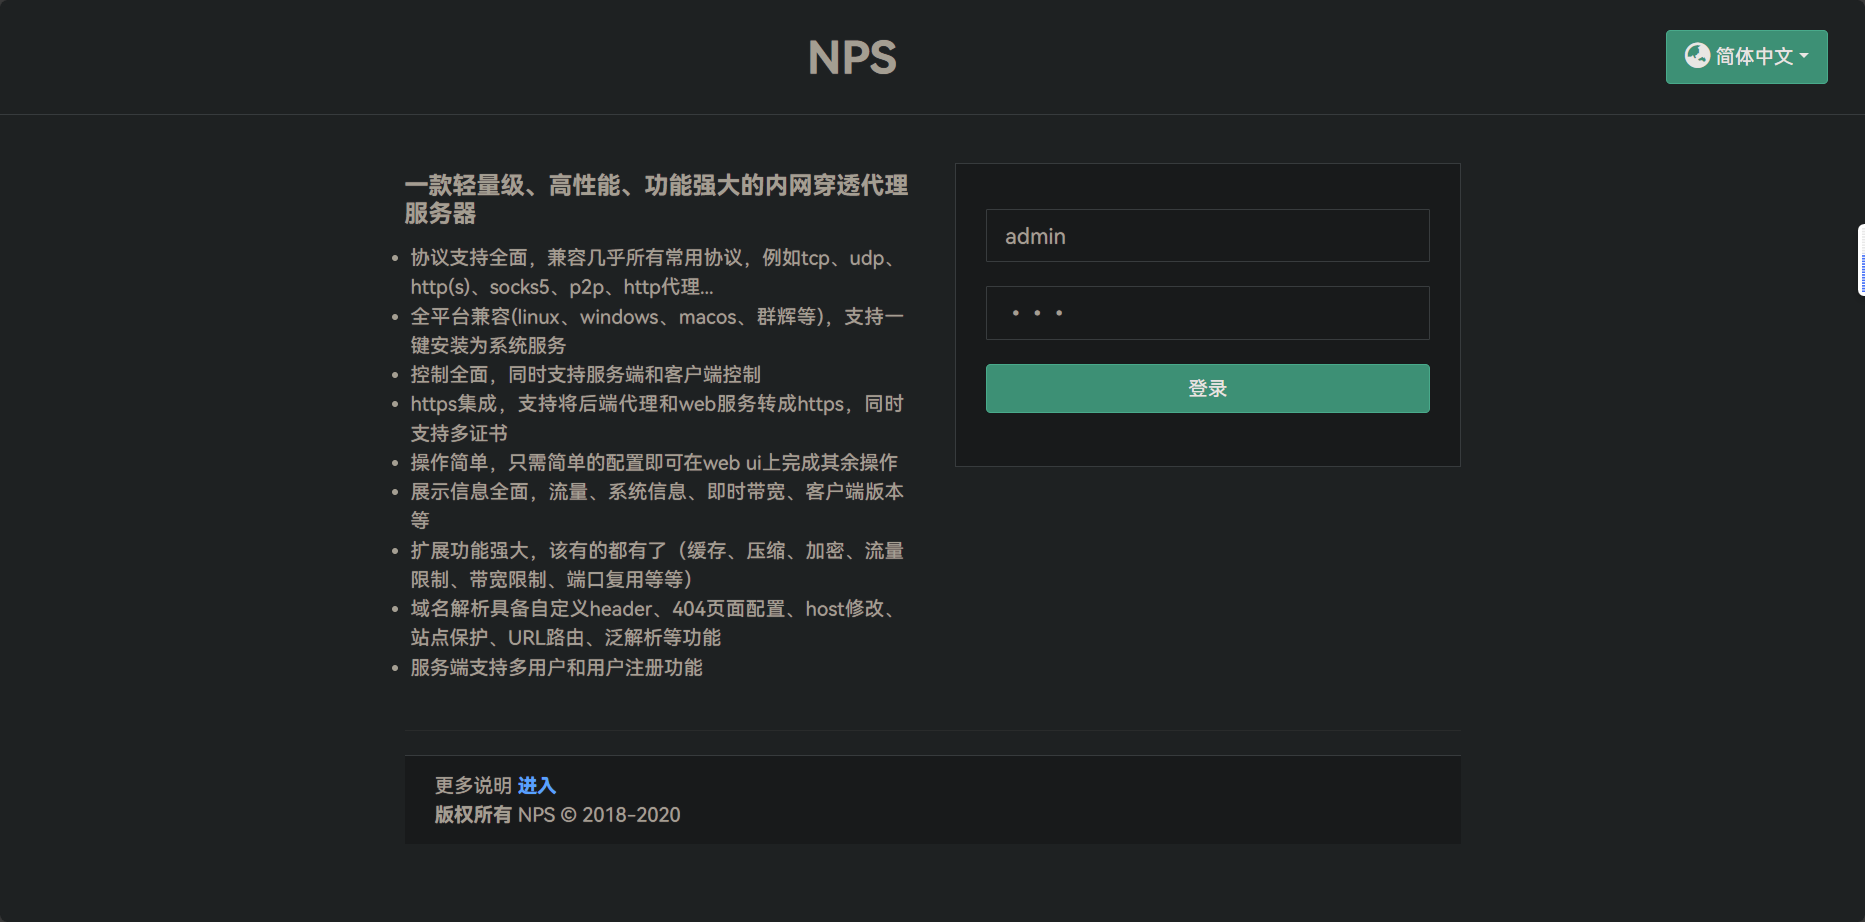 NPS
简体中文
一款轻量级、高性能、功能强大的内网穿透代理
服务器
协议支持全面，兼容几乎所有常用协议，例如tcp、udp、
http(s)、socks5、p2p、http代理...
全平台兼容(linux、windows、macos、群辉等)，支持一
键安装为系统服务
控制全面，同时支持服务端和客户端控制
https集成，支持将后端代理和web服务转成https，同时
支持多证书
操作简单，只需简单的配置即可在web ui上完成其余操作
展示信息全面，流量、系统信息、即时带宽、客户端版本
等
扩展功能强大，该有的都有了（缓存、压缩、加密、流量
限制、带宽限制、端口复用等等）
域名解析具备自定义header、404页面配置、host修改、
站点保护、URL路由、泛解析等功能
服务端支持多用户和用户注册功能
admin
登录
更多说明 进入
版权所有 NPS © 2018-2020